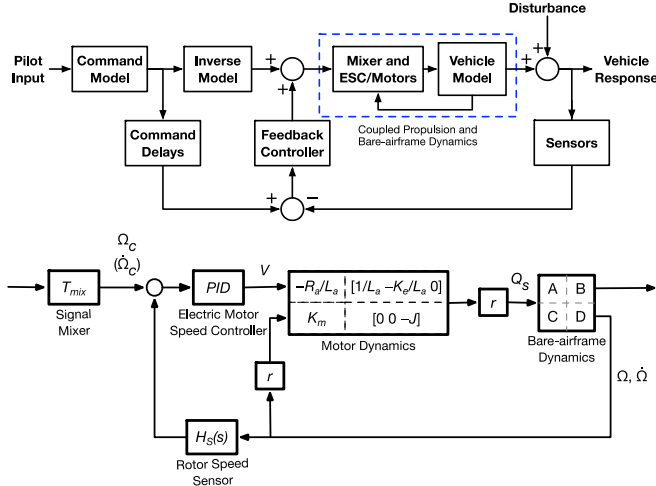 Disturbance
Pilot
Input
Command
Model
Inverse
Model
+
+
Mixer and
ESC/Motors
Vehicle
Model
+
+
Vehicle
Response
Coupled Propulsion and
Bare-airframe Dynamics
Command
Delays
Feedback
Controller
Sensors
+
−
Ω_C
(Ω̇_C)
T_mix
Signal
Mixer
PID
Electric Motor
Speed Controller
V
−R_a/L_a [1/L_a −K_e/L_a 0]
K_m [0 0 −J]
Motor Dynamics
r
Q_s
A B
C D
Bare-airframe
Dynamics
r
Ω, Ω̇
H_S(s)
Rotor Speed
Sensor